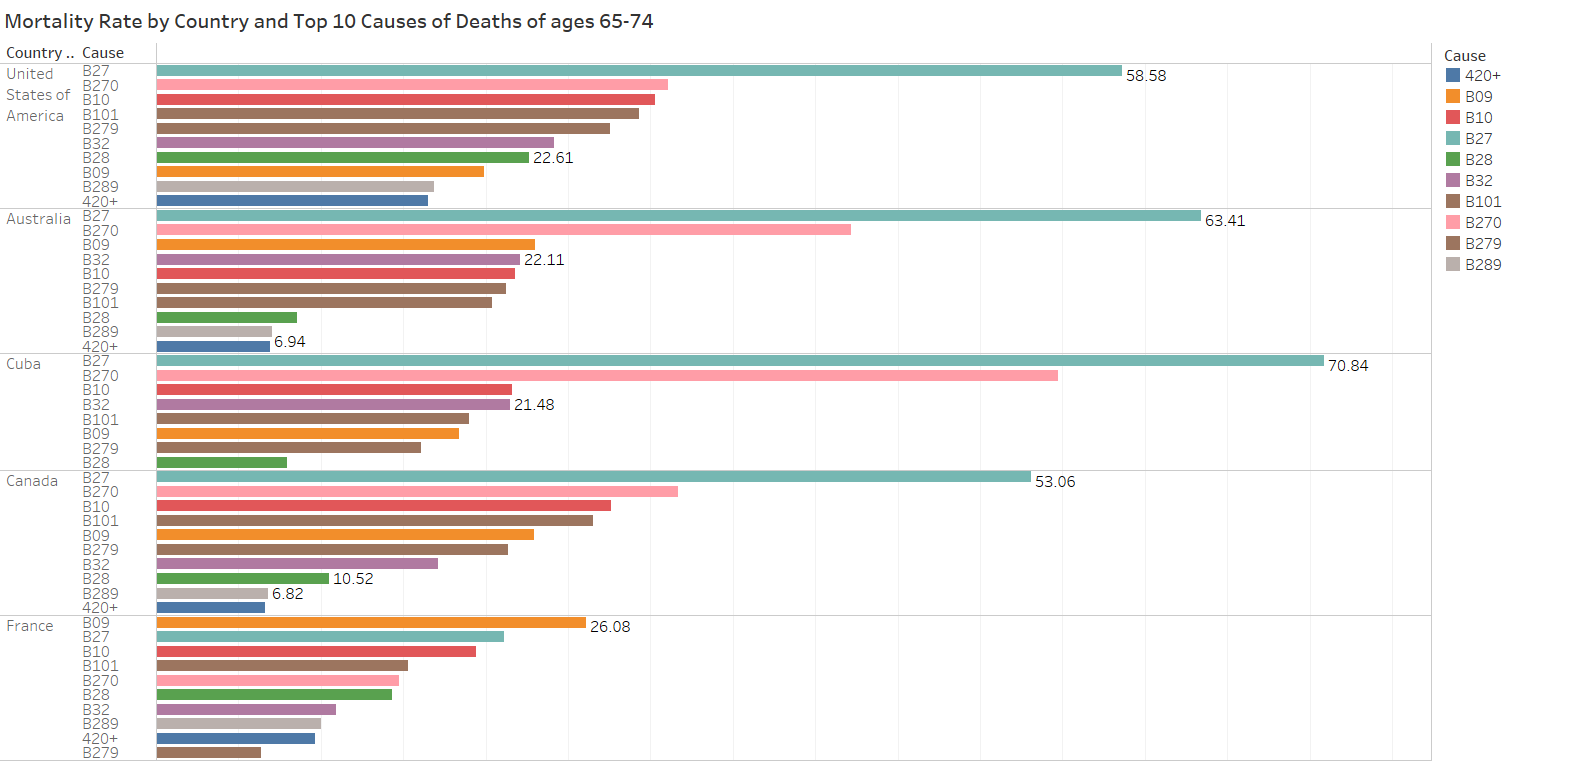 Mortality Rate by Country and Top 10 Causes of Deaths of ages 65-74
Country .. Cause
United States of America
B27 58.58
B270
B10
B101
B279
B32
B28 22.61
B09
B289
420+
Australia
B27 63.41
B270
B09
B32 22.11
B10
B279
B101
B28
B289
420+ 6.94
Cuba
B27 70.84
B270
B10
B32 21.48
B101
B09
B279
B28
Canada
B27 53.06
B270
B10
B101
B09
B279
B32
B28 10.52
B289 6.82
420+
France
B09 26.08
B27
B10
B101
B270
B28
B32
B289
420+
B279
Cause
420+
B09
B10
B27
B28
B32
B101
B270
B279
B289